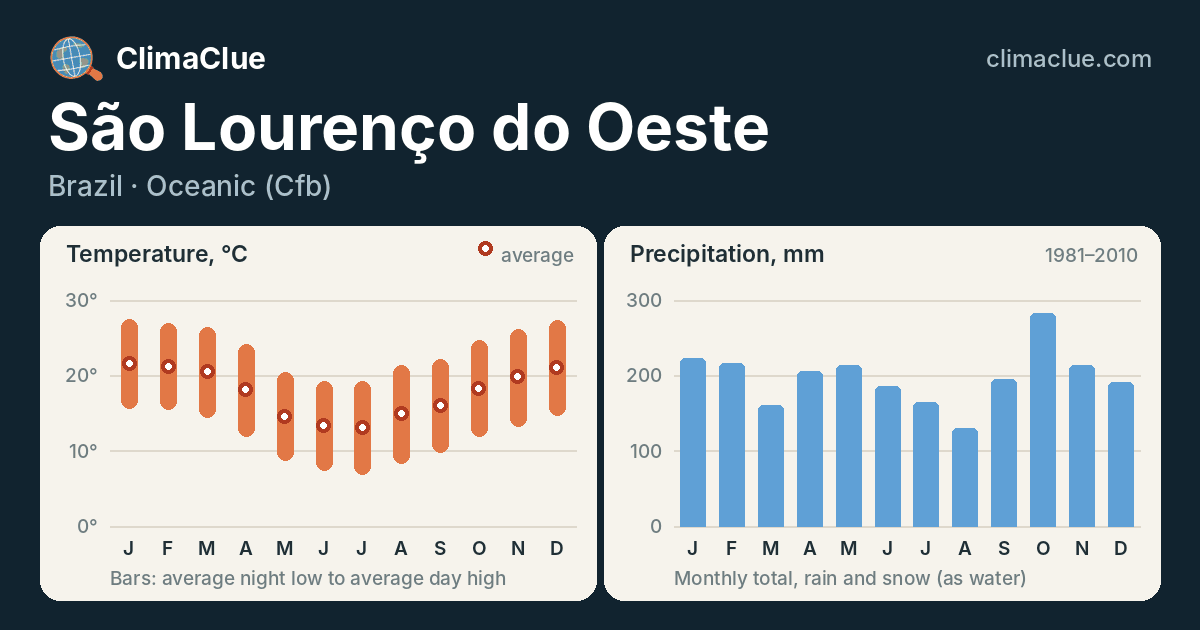 ClimaClue
climaclue.com
São Lourenço do Oeste
Brazil · Oceanic (Cfb)
Temperature, °C
average
30°
20°
10°
0°
J F M A M J J A S O N D
Bars: average night low to average day high
Precipitation, mm
1981–2010
300
200
100
0
J F M A M J J A S O N D
Monthly total, rain and snow (as water)